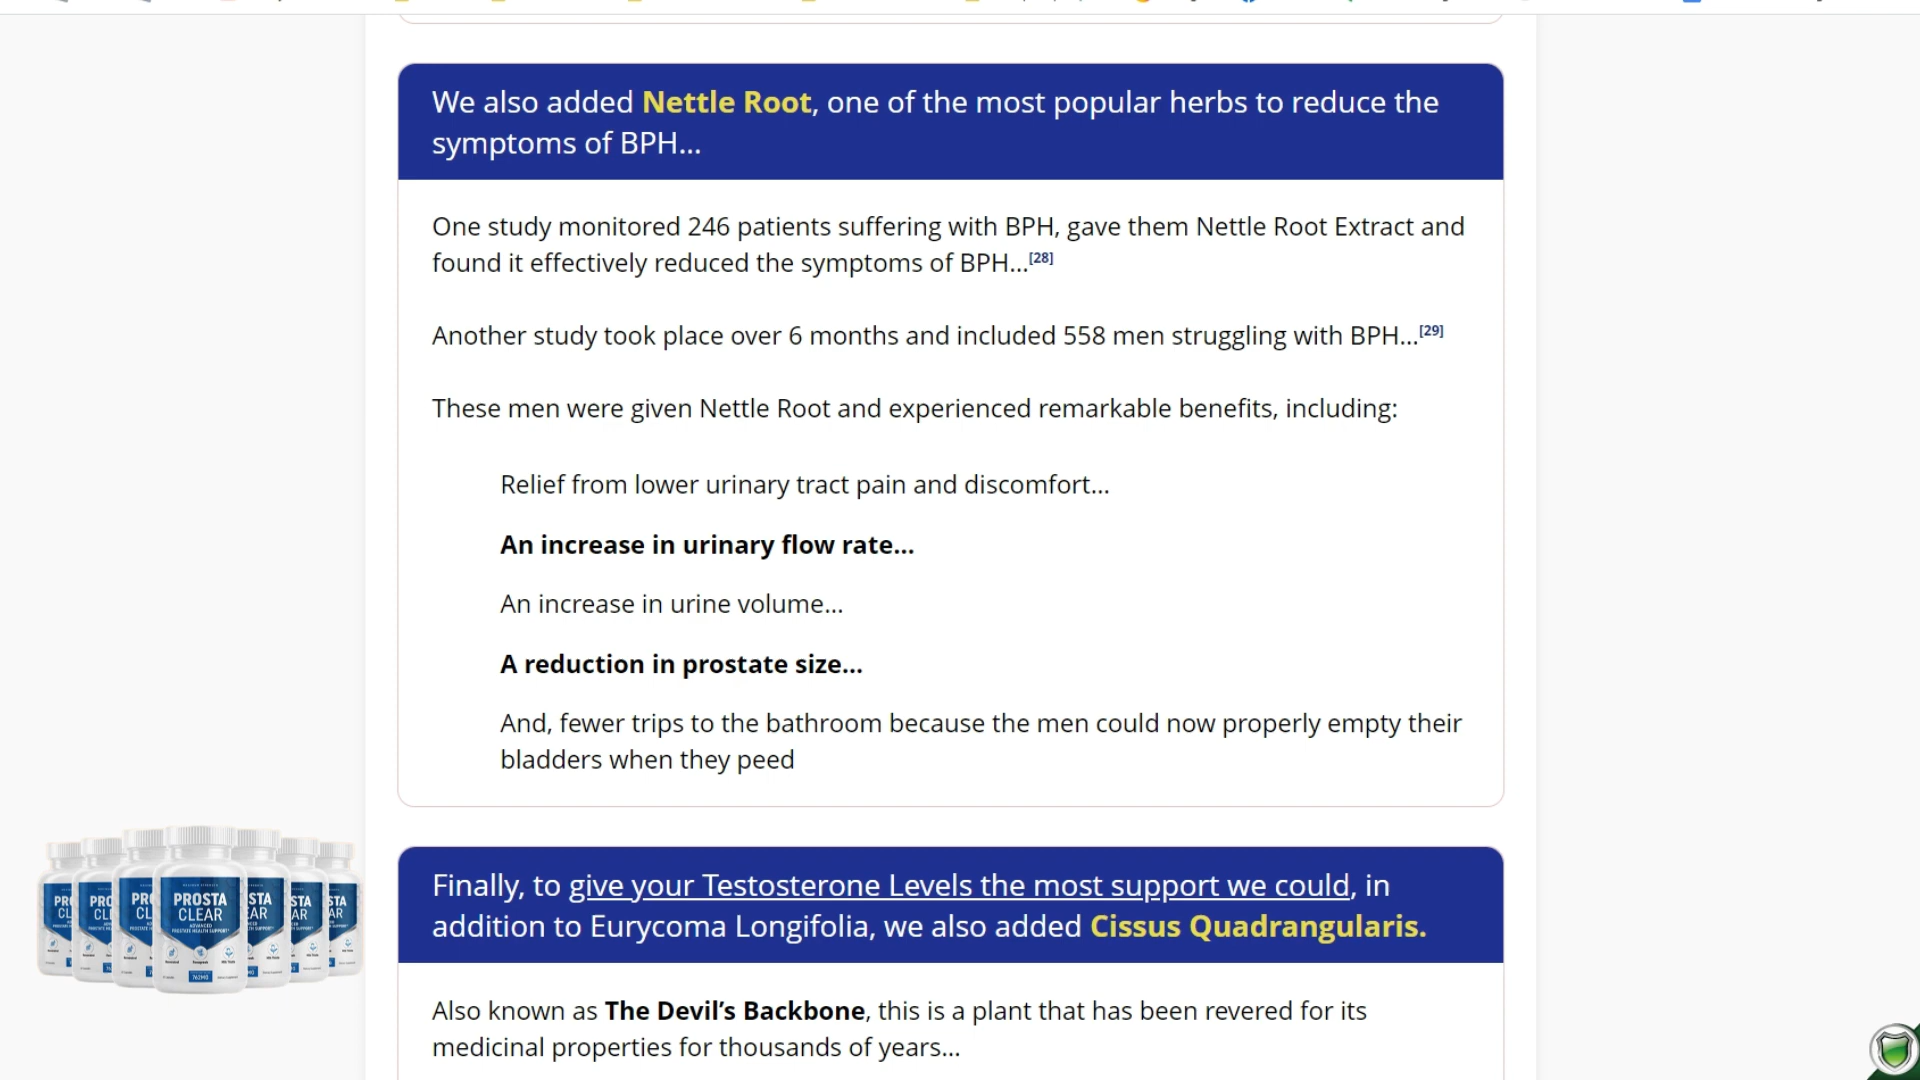 We also added Nettle Root, one of the most popular herbs to reduce the
symptoms of BPH...
One study monitored 246 patients suffering with BPH, gave them Nettle Root Extract and
found it effectively reduced the symptoms of BPH...[28]
Another study took place over 6 months and included 558 men struggling with BPH...[29]
These men were given Nettle Root and experienced remarkable benefits, including:
Relief from lower urinary tract pain and discomfort...
An increase in urinary flow rate...
An increase in urine volume...
A reduction in prostate size...
And, fewer trips to the bathroom because the men could now properly empty their
bladders when they peed
PROSTA
CLEAR
ADVANCED
PROSTATE HEALTH SUPPORT*
Finally, to give your Testosterone Levels the most support we could, in
addition to Eurycoma Longifolia, we also added Cissus Quadrangularis.
Also known as The Devil’s Backbone, this is a plant that has been revered for its
medicinal properties for thousands of years...